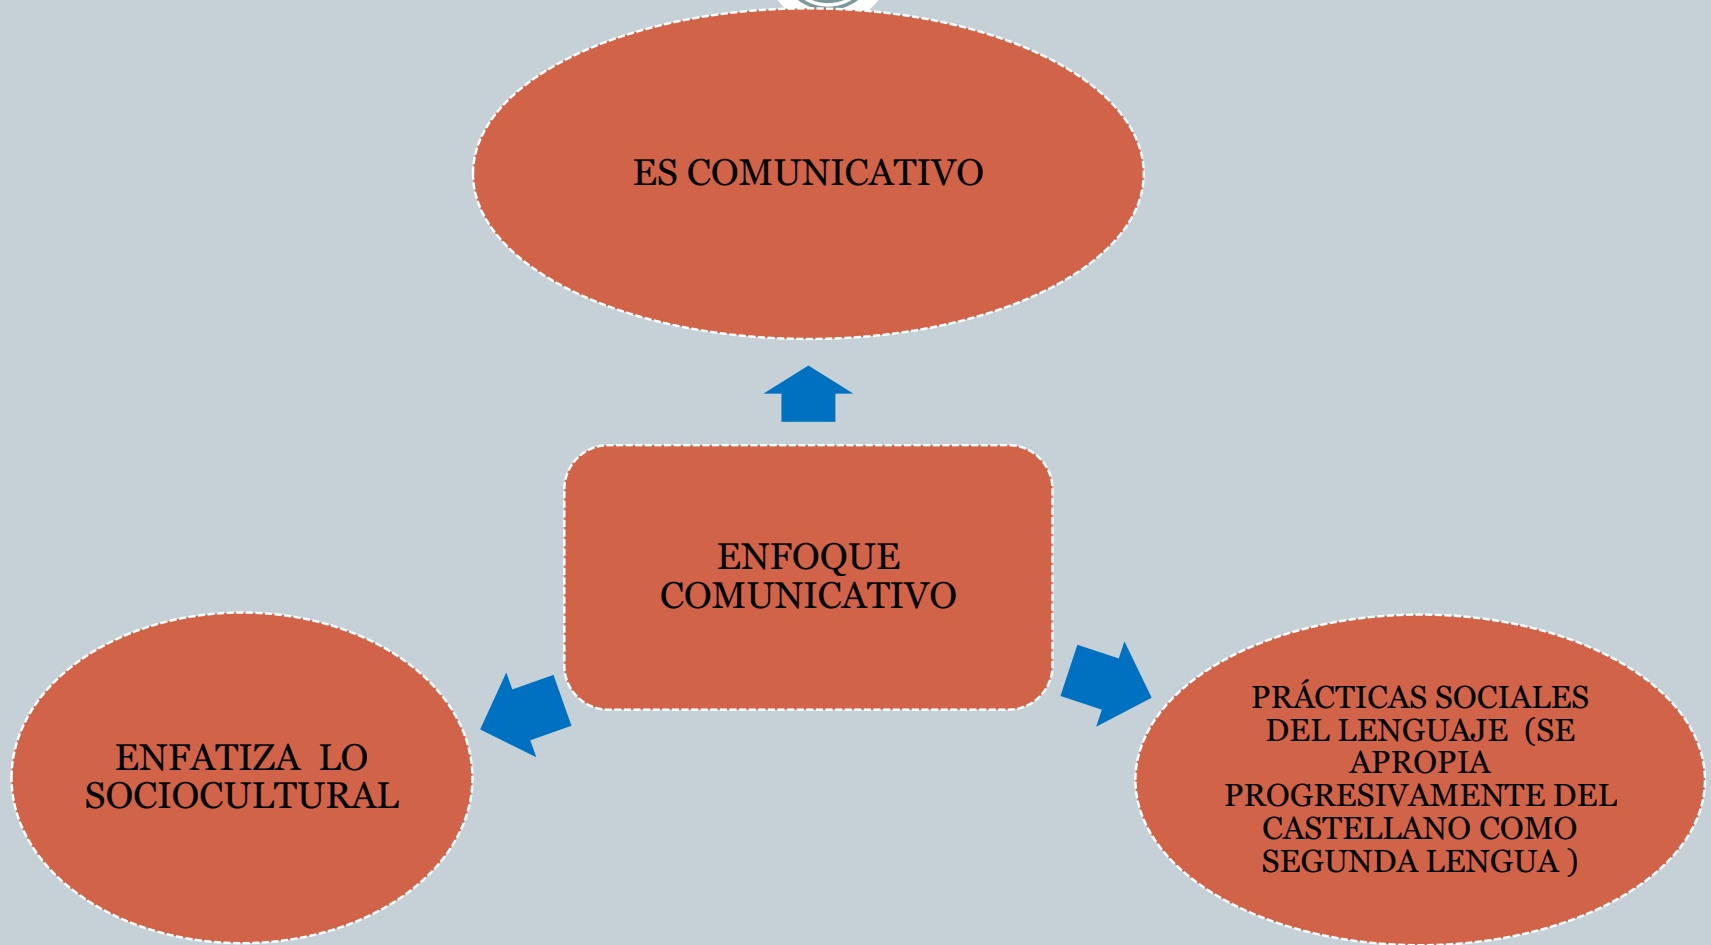 ES COMUNICATIVO
ENFOQUE
COMUNICATIVO
ENFATIZA LO
SOCIOCULTURAL
PRÁCTICAS SOCIALES
DEL LENGUAJE (SE
APROPIA
PROGRESIVAMENTE DEL
CASTELLANO COMO
SEGUNDA LENGUA )